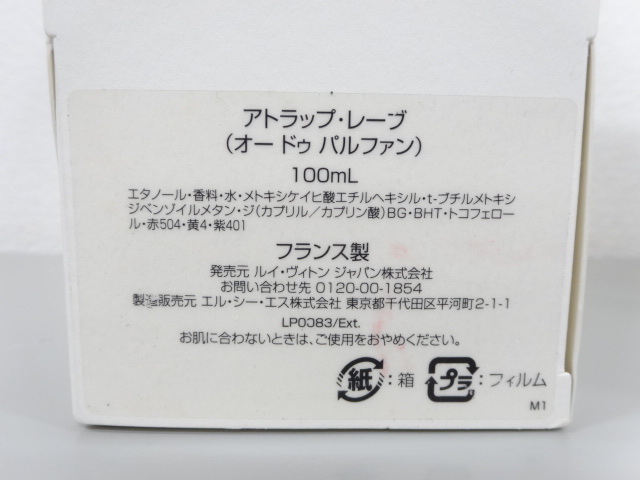 アトラップ・レーブ
(オー ドゥ パルファン)
100mL
エタノール・香料・水・メトキシケイヒ酸エチルヘキシル・t-ブチルメトキシ
ジベンゾイルメタン・ジ(カプリル/カプリン酸)BG・BHT・トコフェロー
ル・赤504・黄4・紫401
フランス製
発売元 ルイ・ヴィトン ジャパン株式会社
お問い合わせ先 0120-00-1854
製造販売元 エル・シー・エス株式会社 東京都千代田区平河町2-1-1
LP0083/Ext.
お肌に合わないときは、ご使用をおやめください。
紙:箱 プラ:フィルム
M1